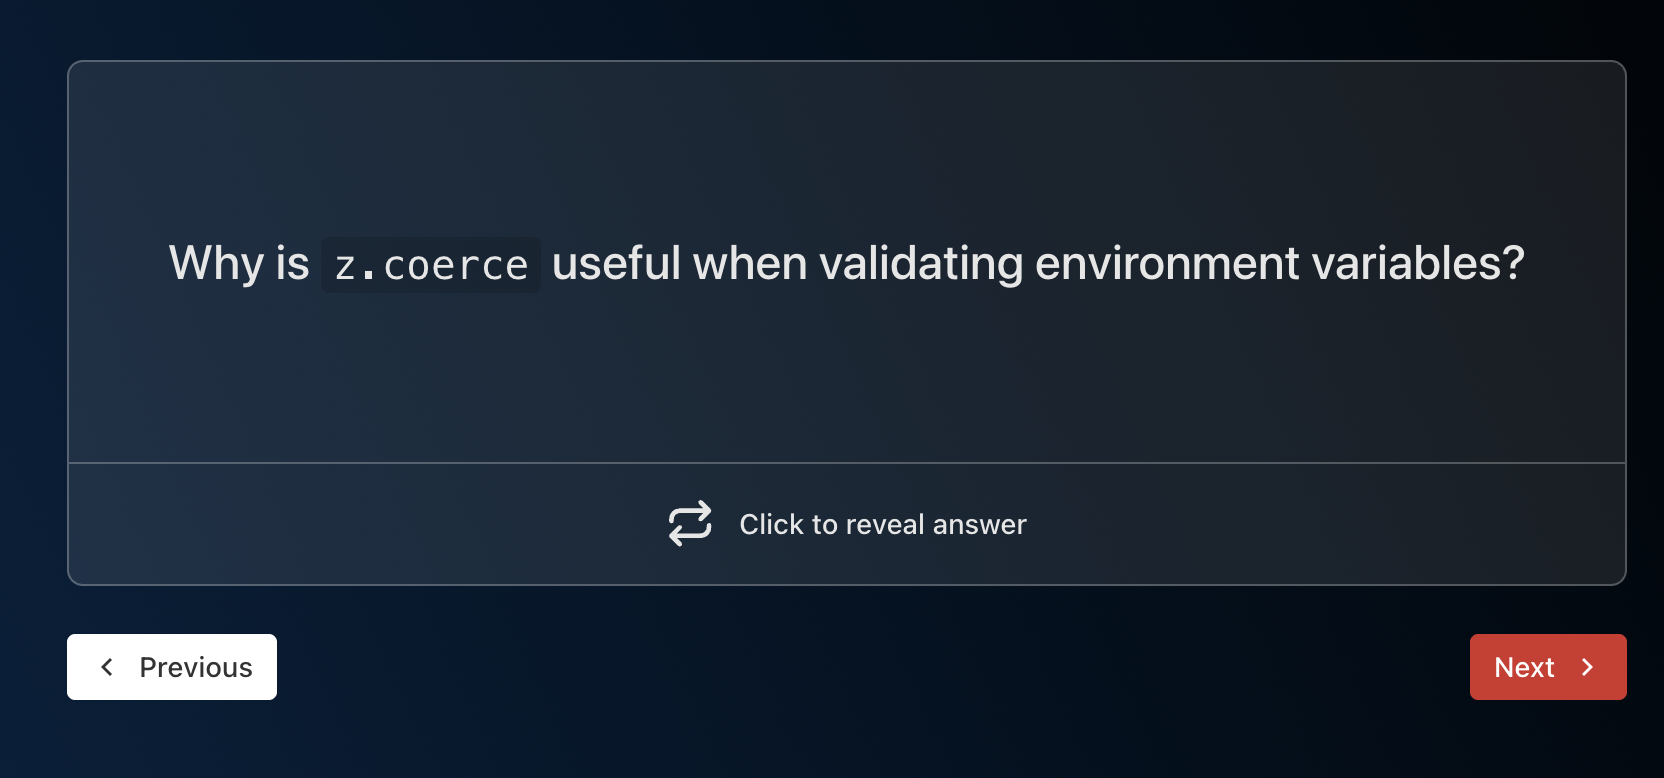 Why is z.coerce useful when validating environment variables?
Click to reveal answer
Previous
Next